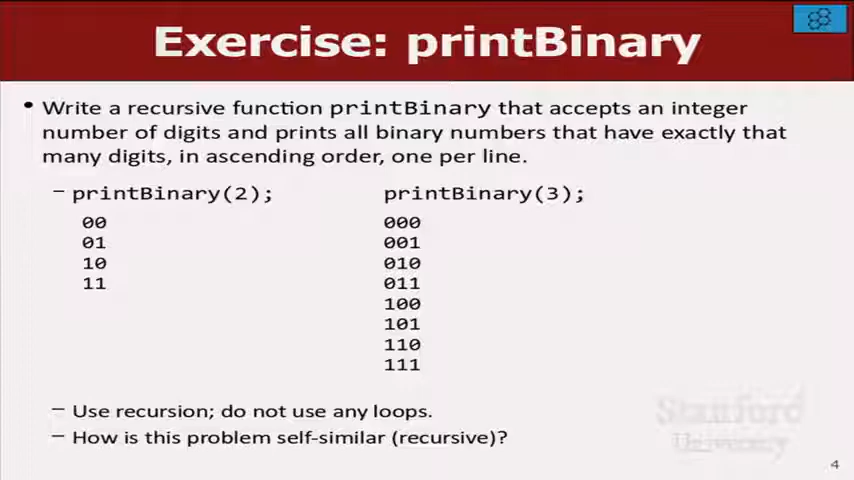 Exercise: printBinary
• Write a recursive function printBinary that accepts an integer
number of digits and prints all binary numbers that have exactly that
many digits, in ascending order, one per line.
– printBinary(2); printBinary(3);
00 000
01 001
10 010
11 011
100
101
110
111
– Use recursion; do not use any loops.
– How is this problem self-similar (recursive)?
Stanford
University
4